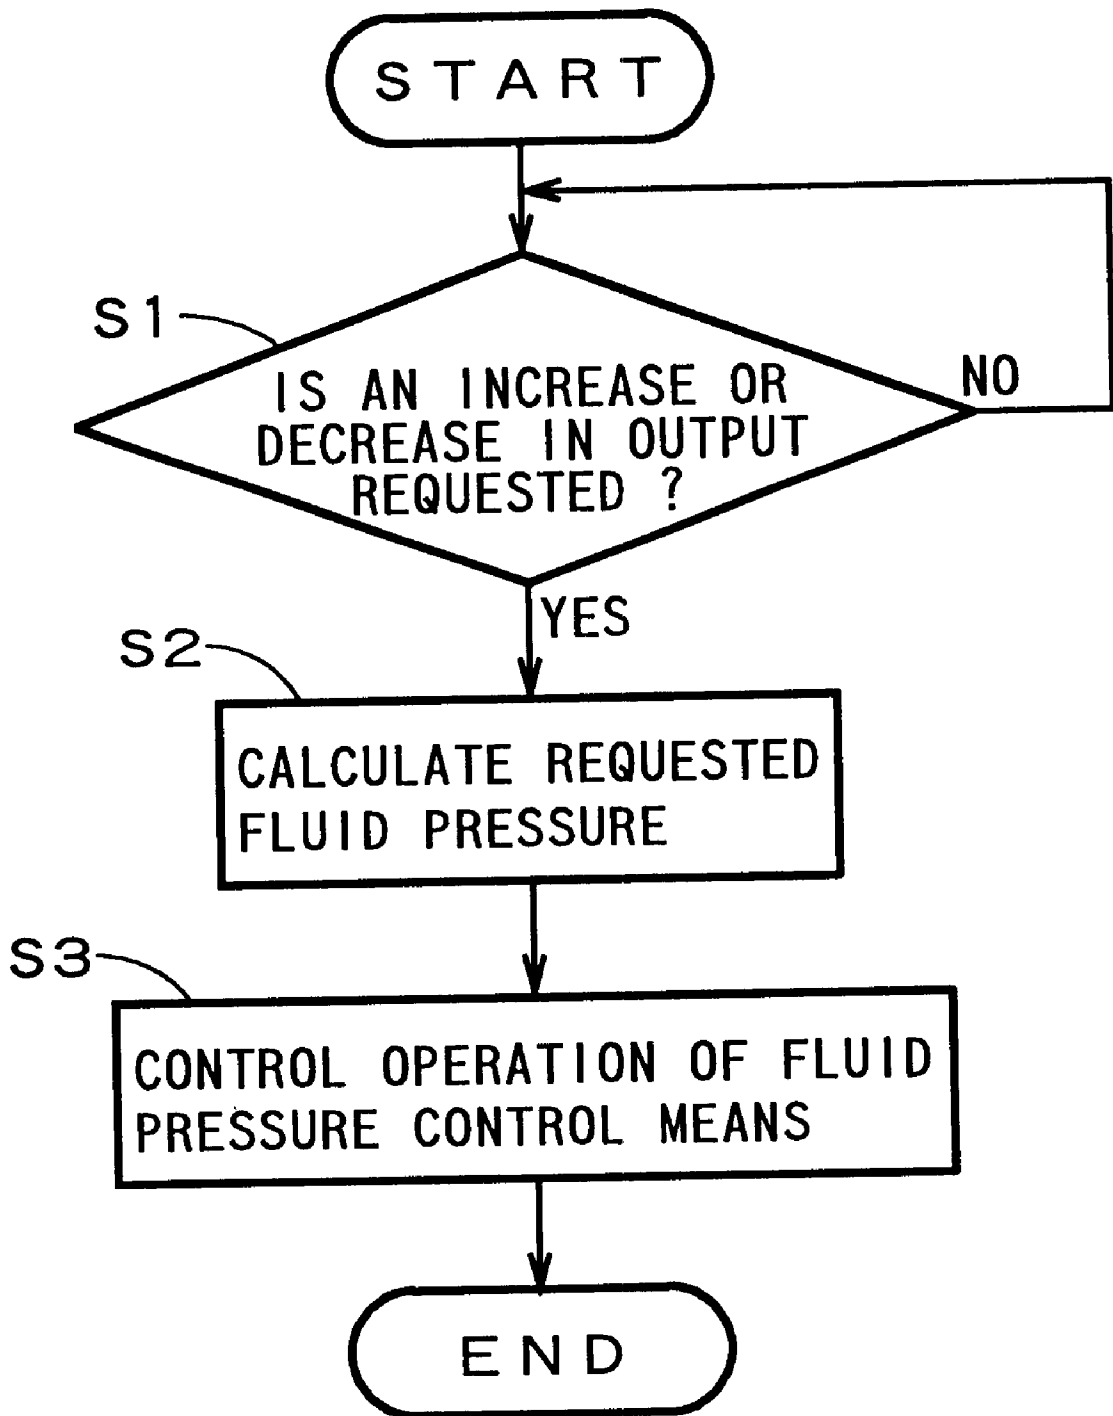 START
S1
IS AN INCREASE OR
DECREASE IN OUTPUT
REQUESTED ?
NO
YES
S2
CALCULATE REQUESTED
FLUID PRESSURE
S3
CONTROL OPERATION OF FLUID
PRESSURE CONTROL MEANS
END